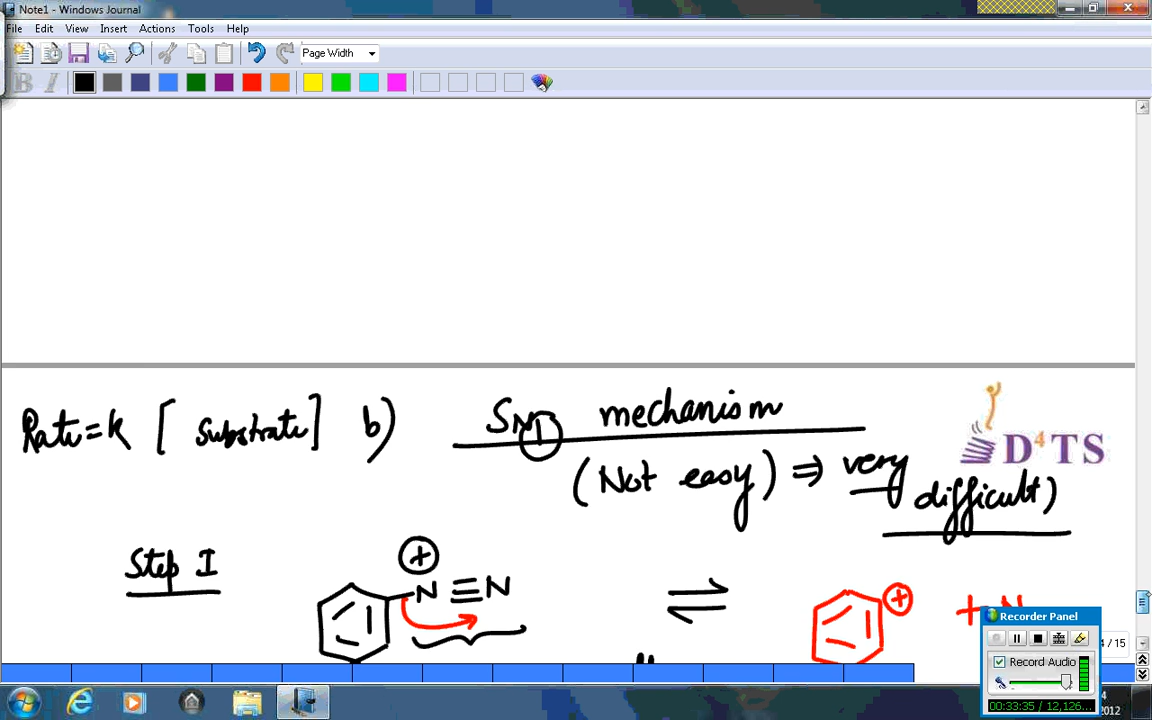 Note1 - Windows Journal
File Edit View Insert Actions Tools Help
Page Width
B I
Rate = k [ substrate ] b) SN1 mechanism
(Not easy) ⇒ very difficult)
D4TS
Step I
⊕
N≡N ⇌ ⊕ + N
Recorder Panel
Record Audio
4 / 15
00:33:35 / 12,126...
4
2012